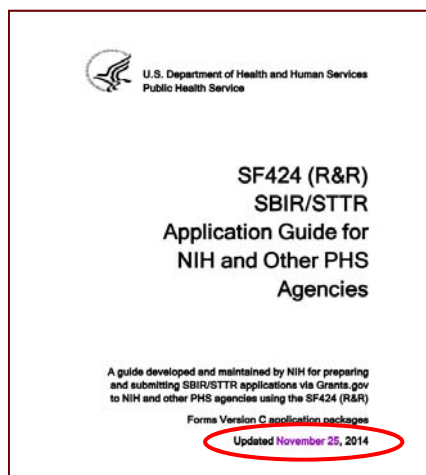 U.S. Department of Health and Human Services
Public Health Service
SF424 (R&R)
SBIR/STTR
Application Guide for
NIH and Other PHS
Agencies
A guide developed and maintained by NIH for preparing
and submitting SBIR/STTR applications via Grants.gov
to NIH and other PHS agencies using the SF424 (R&R)
Forms Version C application packages
Updated November 25, 2014